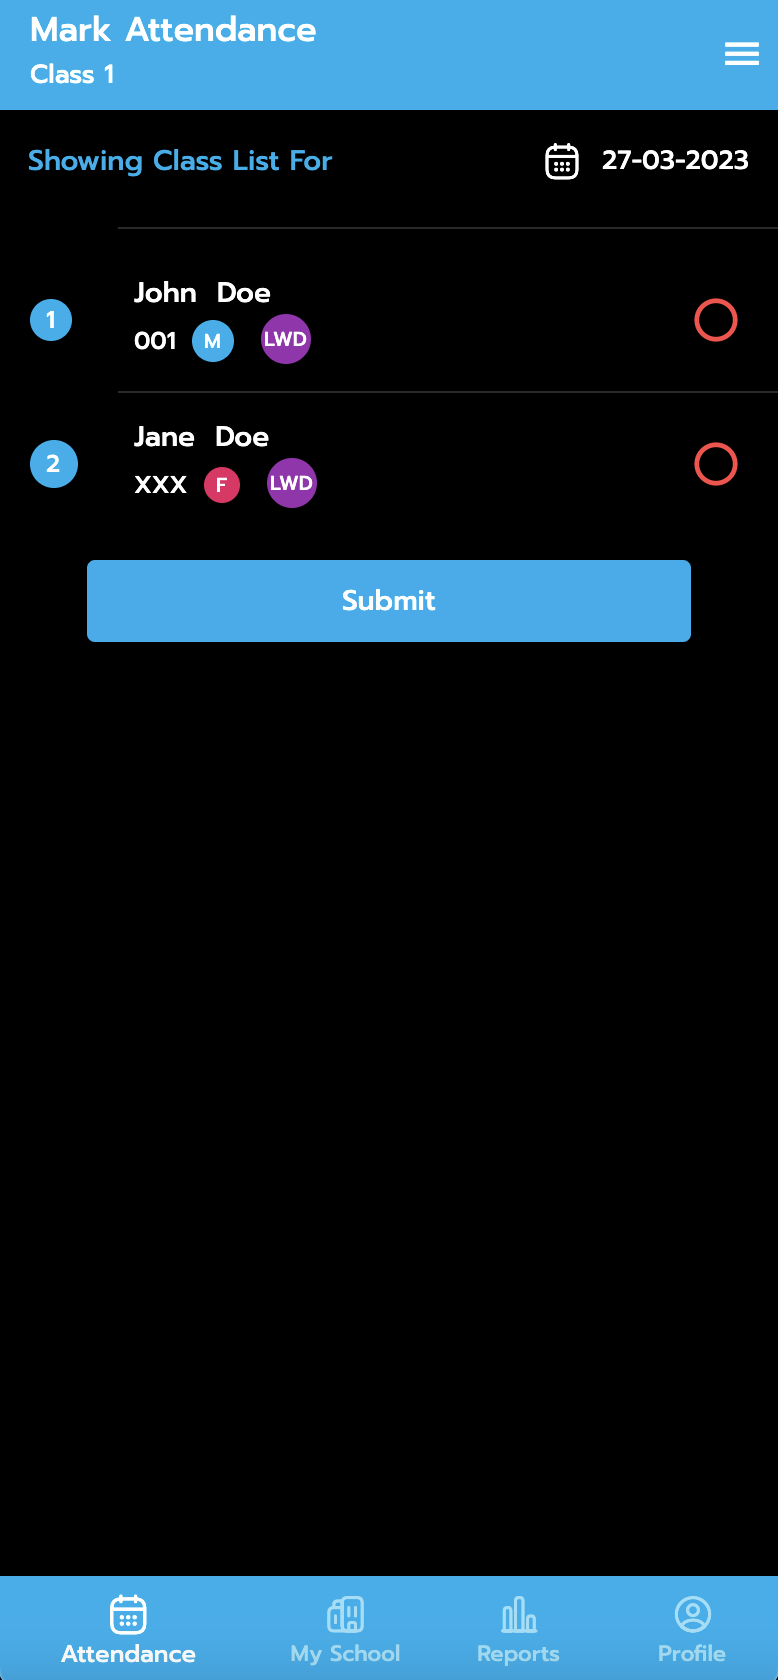 Mark Attendance
Class 1
Showing Class List For 27-03-2023
1 John Doe
001 M LWD
2 Jane Doe
XXX F LWD
Submit
Attendance My School Reports Profile